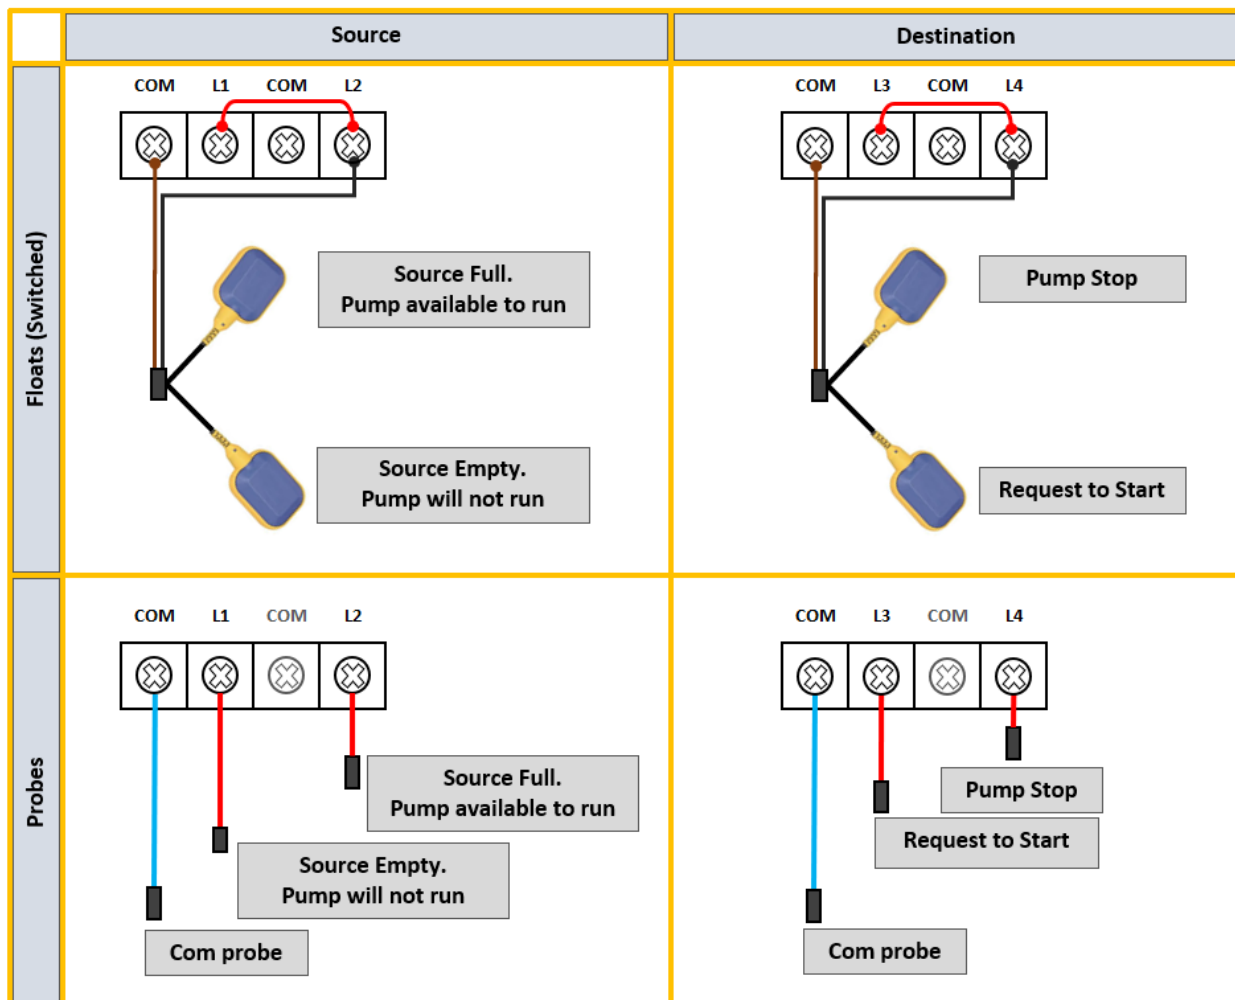 Source
Destination
Floats (Switched)
COM L1 COM L2
Source Full.
Pump available to run
Source Empty.
Pump will not run
COM L3 COM L4
Pump Stop
Request to Start
Probes
COM L1 COM L2
Source Full.
Pump available to run
Source Empty.
Pump will not run
Com probe
COM L3 COM L4
Pump Stop
Request to Start
Com probe